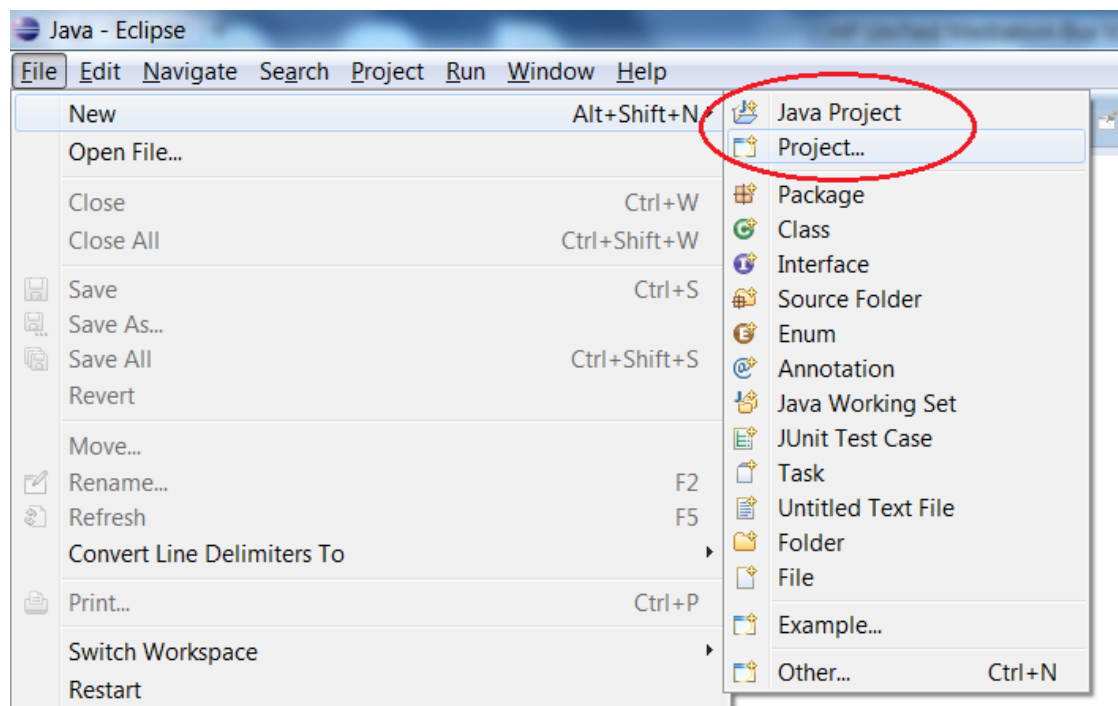 Java - Eclipse
File Edit Navigate Search Project Run Window Help
New Alt+Shift+N
Open File...
Close Ctrl+W
Close All Ctrl+Shift+W
Save Ctrl+S
Save As...
Save All Ctrl+Shift+S
Revert
Move...
Rename... F2
Refresh F5
Convert Line Delimiters To
Print... Ctrl+P
Switch Workspace
Restart
Java Project
Project...
Package
Class
Interface
Source Folder
Enum
Annotation
Java Working Set
JUnit Test Case
Task
Untitled Text File
Folder
File
Example...
Other... Ctrl+N